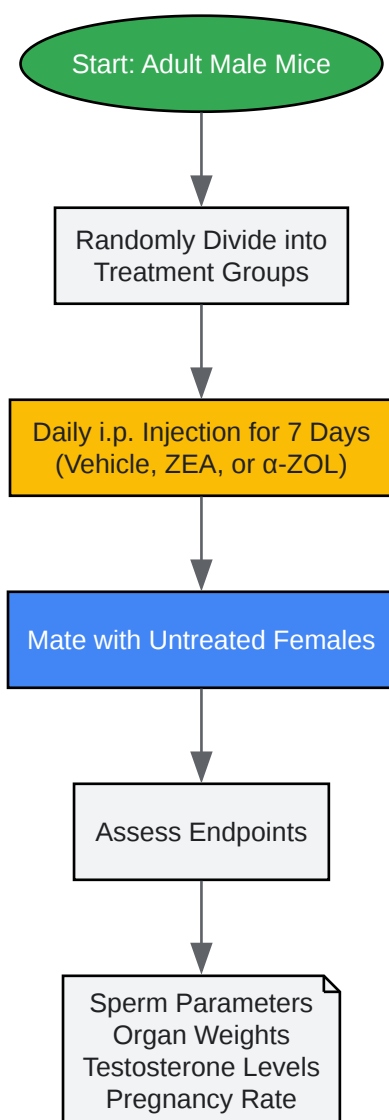 Start: Adult Male Mice
Randomly Divide into
Treatment Groups
Daily i.p. Injection for 7 Days
(Vehicle, ZEA, or α-ZOL)
Mate with Untreated Females
Assess Endpoints
Sperm Parameters
Organ Weights
Testosterone Levels
Pregnancy Rate